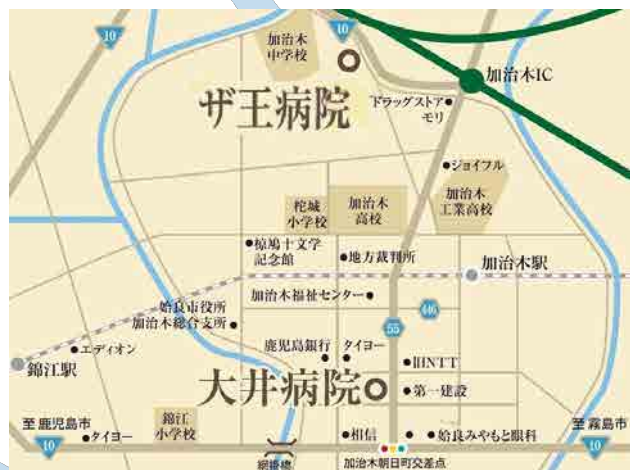 10
10
加治木
中学校
加治木IC
ザ王病院
ドラッグストア
モリ
ジョイフル
柁城
小学校
加治木
高校
加治木
工業高校
椋鳩十文学
記念館
地方裁判所
加治木駅
加治木福祉センター
姶良市役所
加治木総合支所
446
55
エディオン
鹿児島銀行
タイヨー
旧NTT
錦江駅
大井病院
第一建設
至 鹿児島市
10
タイヨー
錦江
小学校
相信
姶良みやもと眼科
至 霧島市
10
網掛橋
加治木朝日町交差点